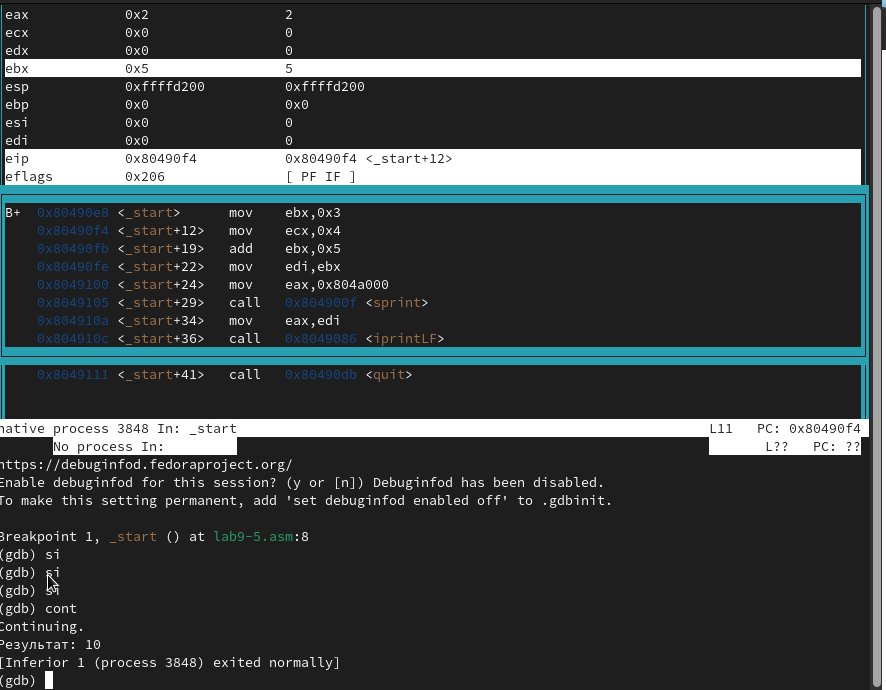 eax 0x2 2
ecx 0x0 0
edx 0x0 0
ebx 0x5 5
esp 0xffffd200 0xffffd200
ebp 0x0 0x0
esi 0x0 0
edi 0x0 0
eip 0x80490f4 0x80490f4 <_start+12>
eflags 0x206 [ PF IF ]
B+ 0x80490e8 <_start> mov ebx,0x3
0x80490f4 <_start+12> mov ecx,0x4
0x80490fb <_start+19> add ebx,0x5
0x80490fe <_start+22> mov edi,ebx
0x8049100 <_start+24> mov eax,0x804a000
0x8049105 <_start+29> call 0x804900f <sprint>
0x804910a <_start+34> mov eax,edi
0x804910c <_start+36> call 0x8049086 <iprintLF>
0x8049111 <_start+41> call 0x80490db <quit>
native process 3848 In: _start L11 PC: 0x80490f4
No process In: L?? PC: ??
https://debuginfod.fedoraproject.org/
Enable debuginfod for this session? (y or [n]) Debuginfod has been disabled.
To make this setting permanent, add 'set debuginfod enabled off' to .gdbinit.
Breakpoint 1, _start () at lab9-5.asm:8
(gdb) si
(gdb) si
(gdb) si
(gdb) cont
Continuing.
Результат: 10
[Inferior 1 (process 3848) exited normally]
(gdb)